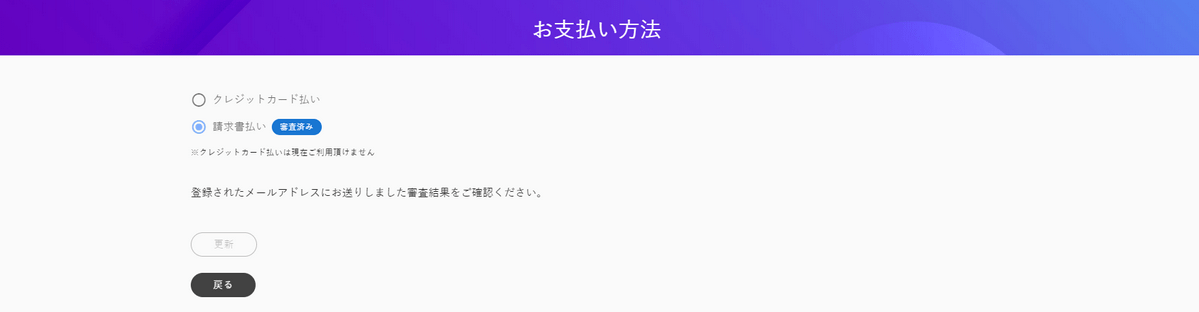 お支払い方法
クレジットカード払い
請求書払い 審査済み
※クレジットカード払いは現在ご利用頂けません
登録されたメールアドレスにお送りしました審査結果をご確認ください。
更新
戻る